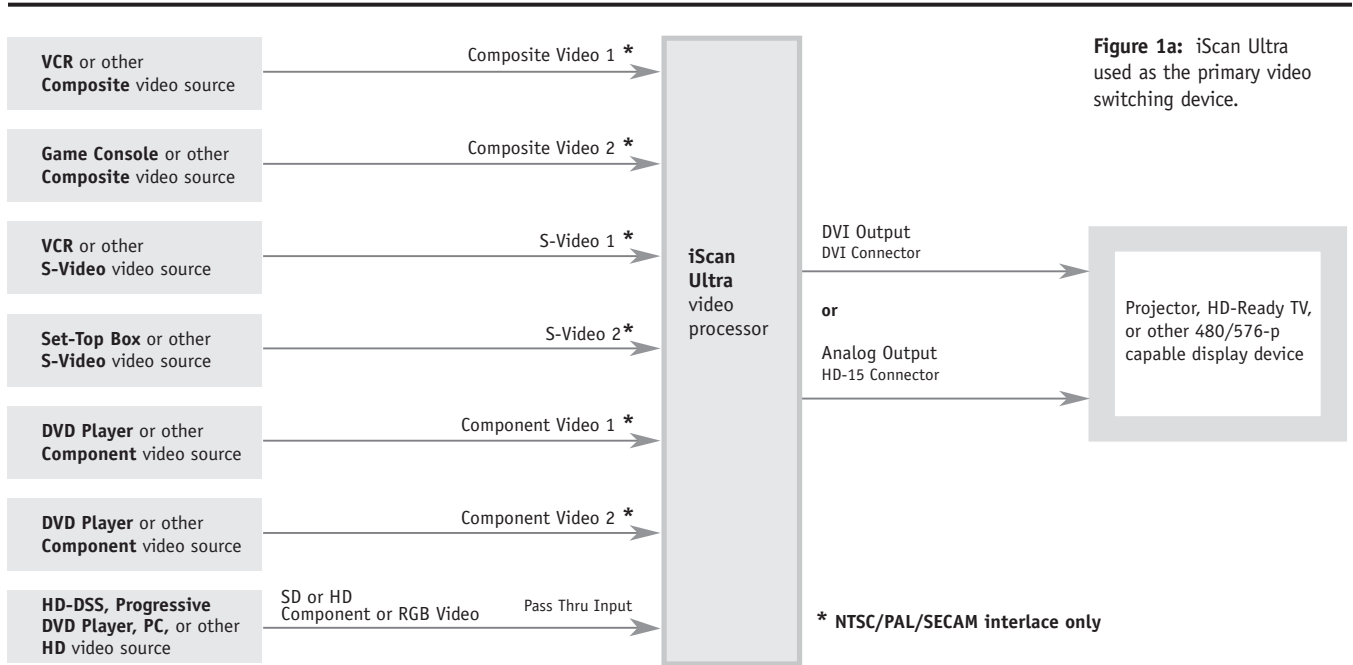 Figure 1a: iScan Ultra
used as the primary video
switching device.
VCR or other
Composite video source
Composite Video 1 *
Game Console or other
Composite video source
Composite Video 2 *
VCR or other
S-Video video source
S-Video 1 *
Set-Top Box or other
S-Video video source
S-Video 2*
DVD Player or other
Component video source
Component Video 1 *
DVD Player or other
Component video source
Component Video 2 *
HD-DSS, Progressive
DVD Player, PC, or other
HD video source
SD or HD
Component or RGB Video
Pass Thru Input
iScan
Ultra
video
processor
DVI Output
DVI Connector
or
Analog Output
HD-15 Connector
Projector, HD-Ready TV,
or other 480/576-p
capable display device
* NTSC/PAL/SECAM interlace only